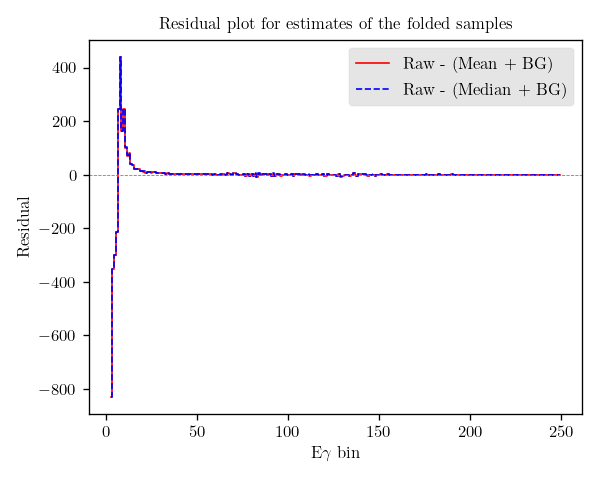 Residual plot for estimates of the folded samples
Raw - (Mean + BG)
Raw - (Median + BG)
400
200
0
−200
−400
−600
−800
Residual
0 50 100 150 200 250
Eγ bin